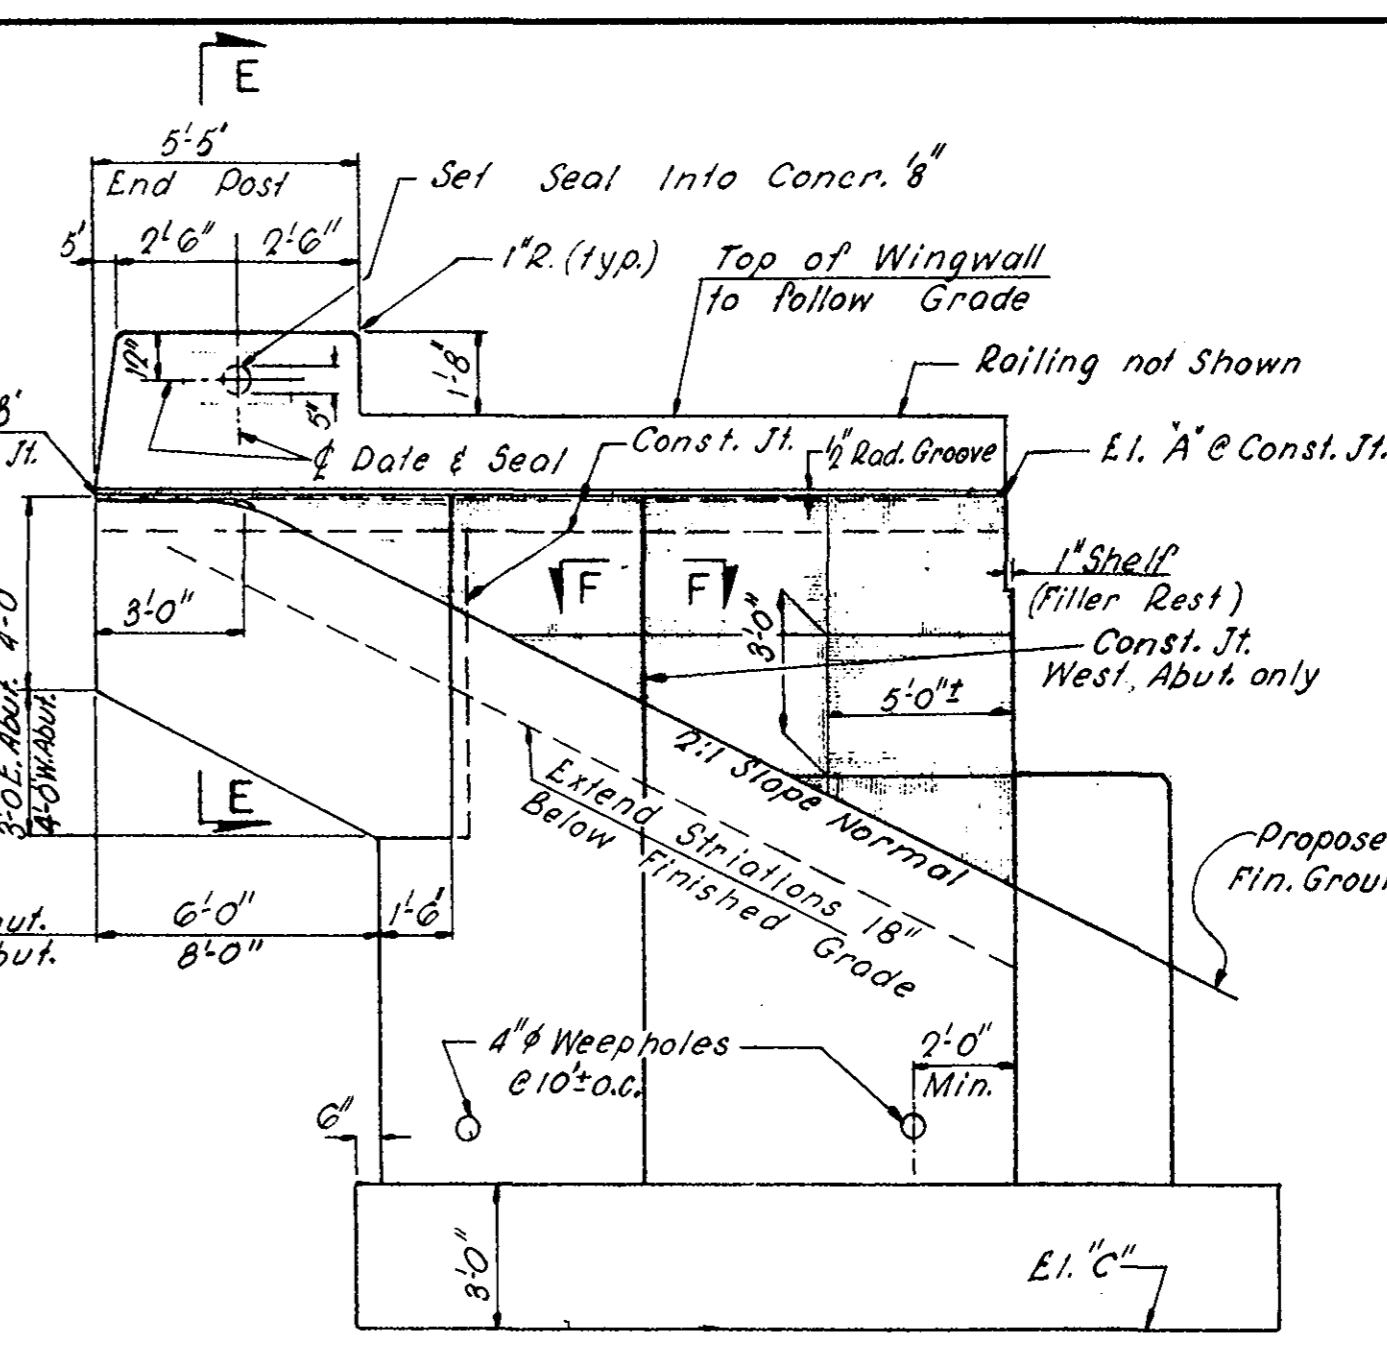 E
5'-5"
End Post
Set Seal Into Concr. 1/8"
5"
2'-6"
2'-6"
1"R. (typ.)
Top of Wingwall
to follow Grade
12"
5"
1'-8"
Railing not Shown
Jt.
℄ Date & Seal
Const. Jt.
1/2" Rad. Groove
El. "A" @ Const. Jt.
F
F
1" Shelf
(Filler Rest)
3'-0"
3'-0"
Const. Jt.
West Abut. only
4'-0
3'-0 E. Abut.
4'-0 W. Abut.
5'-0"±
2:1 Slope Normal
E
Extend Striations 18"
Below Finished Grade
Fin.
6'-0"
8'-0"
1'-6"
4"ø Weepholes
@ 10'± O.C.
2'-0"
Min.
6"
3'-0"
El. "C"